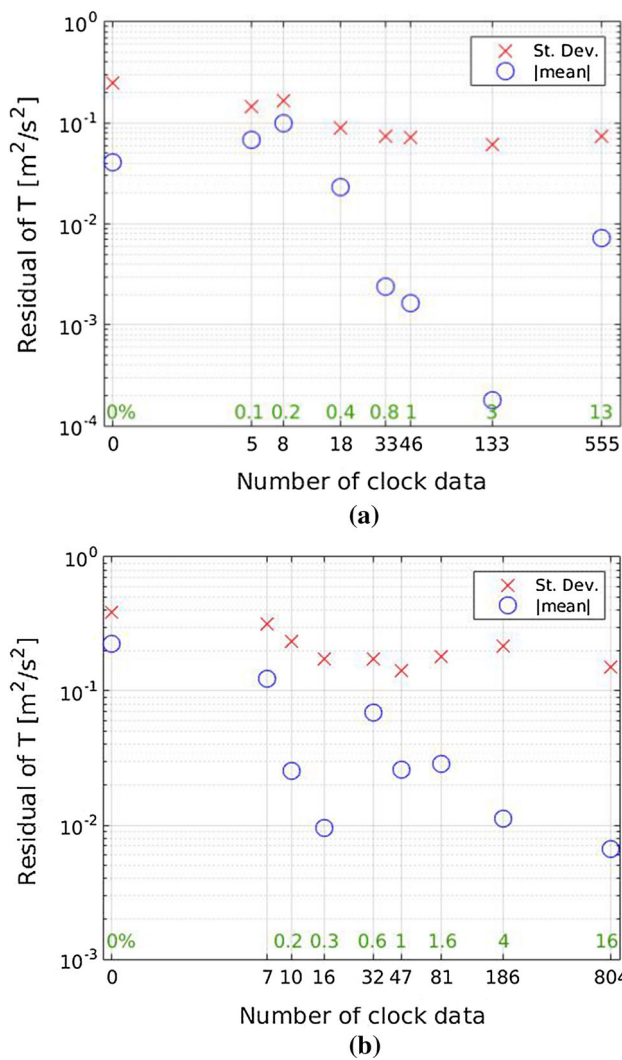 10^0
St. Dev.
|mean|
10^-1
10^-2
10^-3
10^-4
Residual of T [m^2/s^2]
0% 0.1 0.2 0.4 0.8 1 3 13
0 5 8 18 33 46 133 555
Number of clock data
(a)
10^0
St. Dev.
|mean|
10^-1
10^-2
10^-3
Residual of T [m^2/s^2]
0% 0.2 0.3 0.6 1 1.6 4 16
0 7 10 16 32 47 81 186 804
Number of clock data
(b)